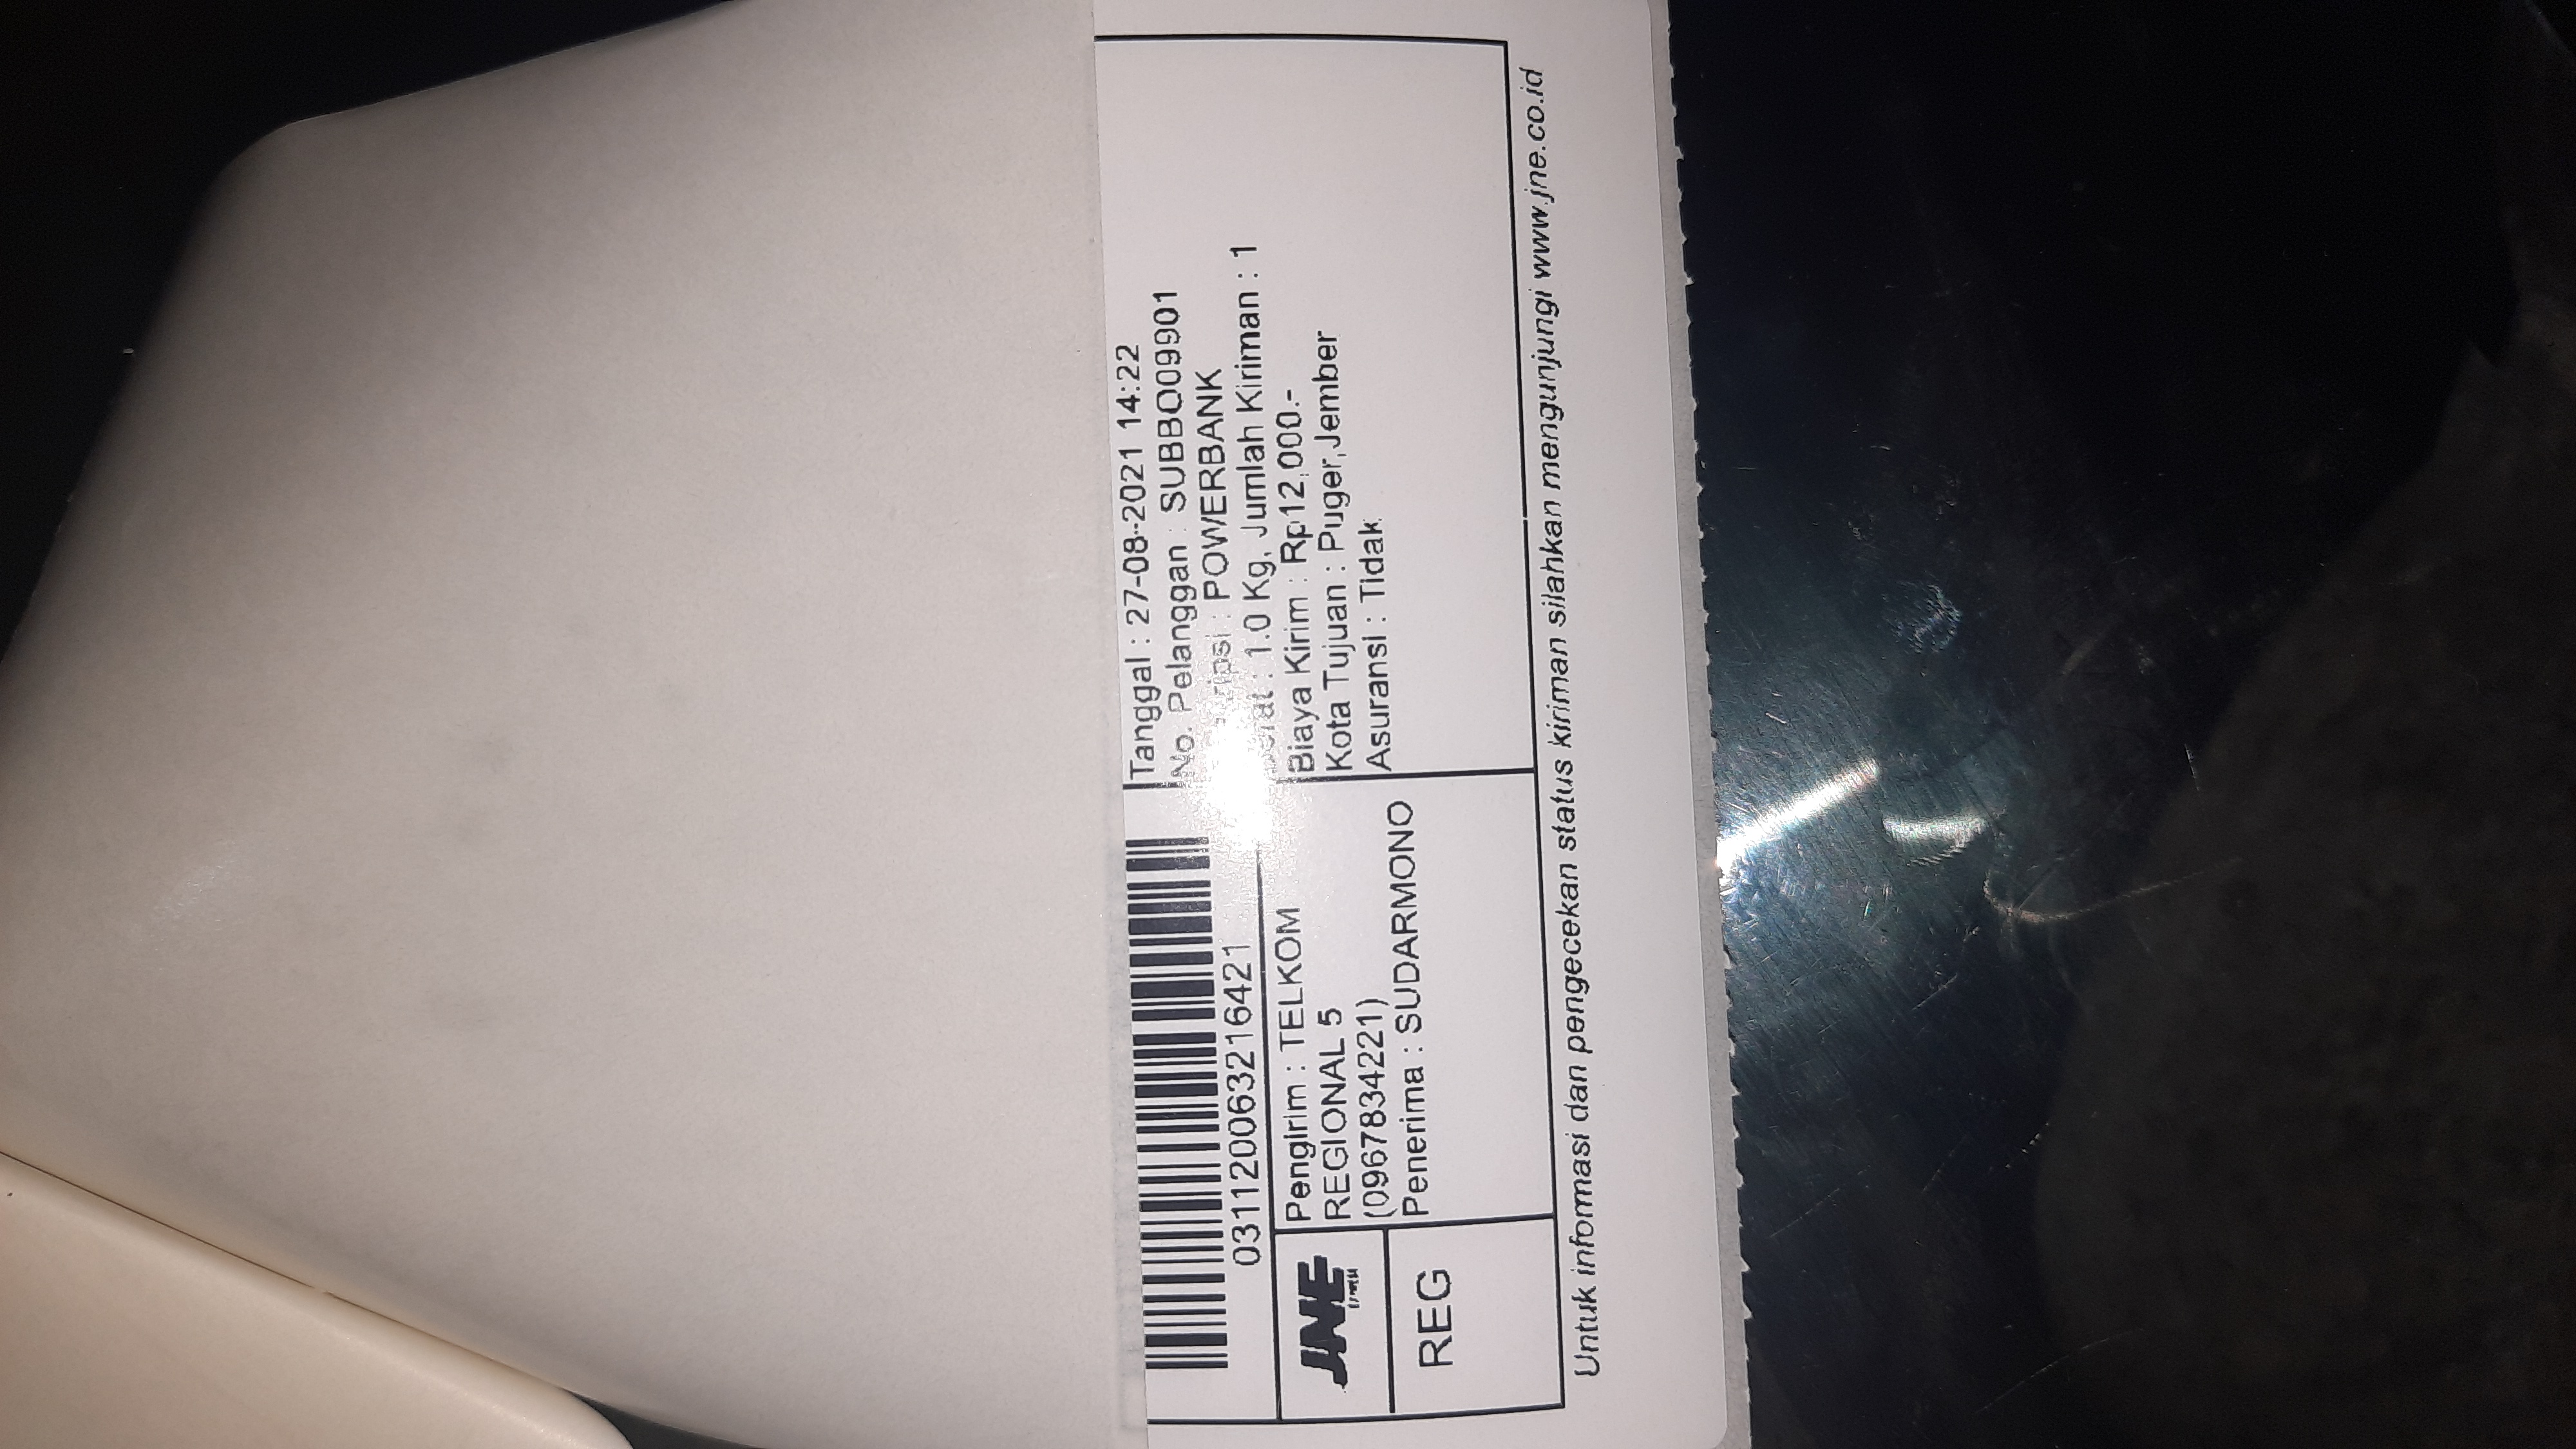 Tanggal : 27-08-2021 14:22
No. Pelanggan : SUBBO09901
: POWERBANK
: 1.0 Kg, Jumlah Kiriman : 1
Biaya Kirim : Rp12,000.-
Kota Tujuan : Puger,Jember
Asuransi : Tidak
031120063216421
JNE
REG
Pengirim : TELKOM
REGIONAL 5
(0967834221)
Penerima : SUDARMONO
Untuk informasi dan pengecekan status kiriman silahkan mengunjungi www.jne.co.id